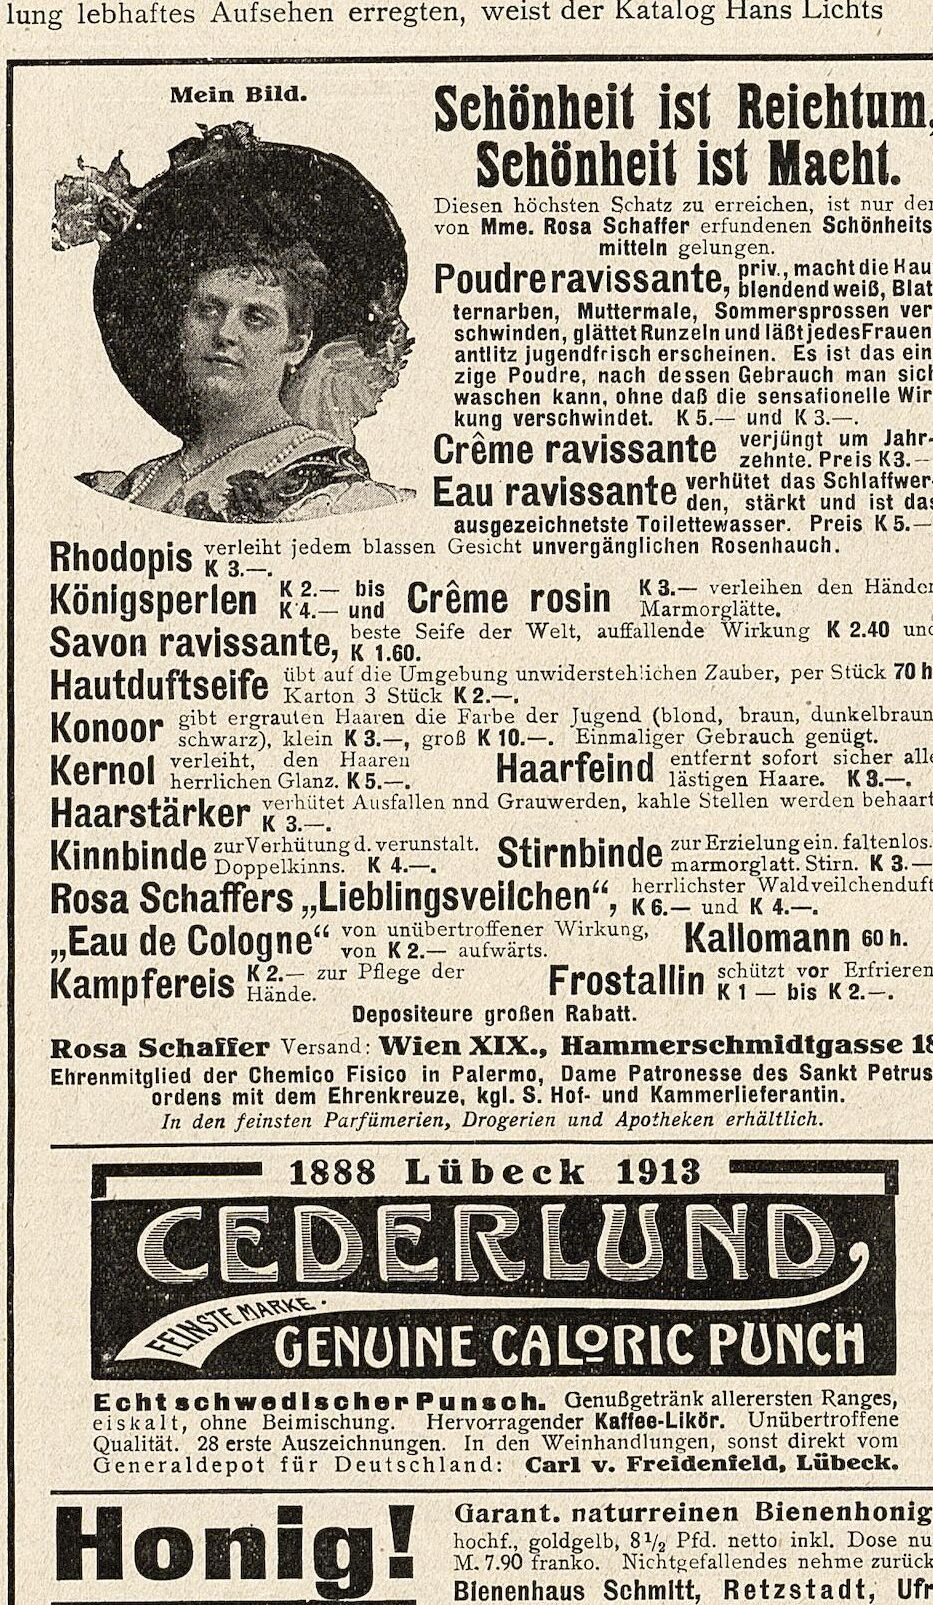 lung lebhaftes Aufsehen erregten, weist der Katalog Hans Lichts
Mein Bild.
Schönheit ist Reichtum,
Schönheit ist Macht.
Diesen höchsten Schatz zu erreichen, ist nur der
von Mme. Rosa Schaffer erfundenen Schönheits
mitteln gelungen.
Poudre ravissante, priv., macht die Hau
blendend weiß, Blat
ternarben, Muttermale, Sommersprossen ver
schwinden, glättet Runzeln und läßt jedes Frauen
antlitz jugendfrisch erscheinen. Es ist das ein
zige Poudre, nach dessen Gebrauch man sich
waschen kann, ohne daß die sensationelle Wir
kung verschwindet. K 5.— und K 3.—.
Crême ravissante verjüngt um Jahr-
zehnte. Preis K 3.—
Eau ravissante verhütet das Schlaffwer-
den, stärkt und ist das
ausgezeichnetste Toilettewasser. Preis K 5.—
Rhodopis verleiht jedem blassen Gesicht unvergänglichen Rosenhauch.
K 3.—.
Königsperlen K 2.— bis
K 4.— und Crême rosin K 3.— verleihen den Händen
Marmorglätte.
Savon ravissante, beste Seife der Welt, auffallende Wirkung K 2.40 und
K 1.60.
Hautduftseife übt auf die Umgebung unwiderstehlichen Zauber, per Stück 70 h
Karton 3 Stück K 2.—.
Konoor gibt ergrauten Haaren die Farbe der Jugend (blond, braun, dunkelbraun
schwarz), klein K 3.—, groß K 10.—. Einmaliger Gebrauch genügt.
Kernol verleiht, den Haaren
herrlichen Glanz. K 5.—.
Haarfeind entfernt sofort sicher alle
lästigen Haare. K 3.—.
Haarstärker verhütet Ausfallen nnd Grauwerden, kahle Stellen werden behaart
K 3.—.
Kinnbinde zur Verhütung d. verunstalt.
Doppelkinns. K 4.—.
Stirnbinde zur Erzielung ein. faltenlos.
marmorglatt. Stirn. K 3.—
Rosa Schaffers „Lieblingsveilchen“, herrlichster Waldveilchenduft
K 6.— und K 4.—.
„Eau de Cologne“ von unübertroffener Wirkung,
von K 2.— aufwärts.
Kallomann 60 h.
Kampfereis K 2.— zur Pflege der
Hände.
Frostallin schützt vor Erfrieren
K 1 — bis K 2.—.
Depositeure großen Rabatt.
Rosa Schaffer Versand: Wien XIX., Hammerschmidtgasse 18
Ehrenmitglied der Chemico Fisico in Palermo, Dame Patronesse des Sankt Petrus
ordens mit dem Ehrenkreuze, kgl. S. Hof- und Kammerlieferantin.
In den feinsten Parfümerien, Drogerien und Apotheken erhältlich.
1888 Lübeck 1913
CEDERLUND,
FEINSTE MARKE.
GENUINE CALORIC PUNCH
Echt schwedischer Punsch. Genußgetränk allerersten Ranges,
eiskalt, ohne Beimischung. Hervorragender Kaffee-Likör. Unübertroffene
Qualität. 28 erste Auszeichnungen. In den Weinhandlungen, sonst direkt vom
Generaldepot für Deutschland: Carl v. Freidenfeld, Lübeck.
Honig!
Garant. naturreinen Bienenhonig
hochf., goldgelb, 8½ Pfd. netto inkl. Dose nu
M. 7.90 franko. Nichtgefallendes nehme zurück
Bienenhaus Schmitt, Retzstadt, Ufr